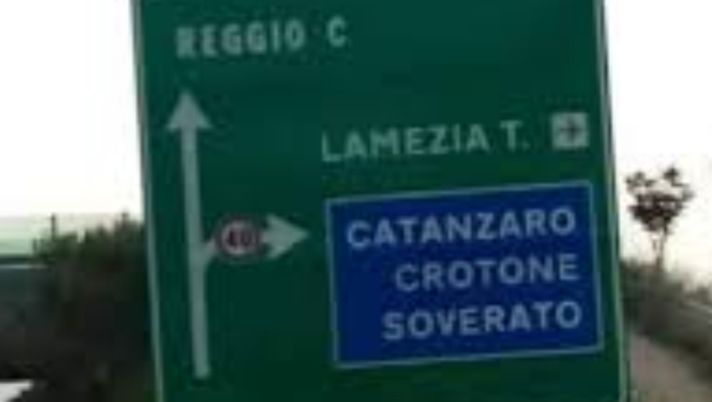 REGGIO C
LAMEZIA T.
40
CATANZARO
CROTONE
SOVERATO